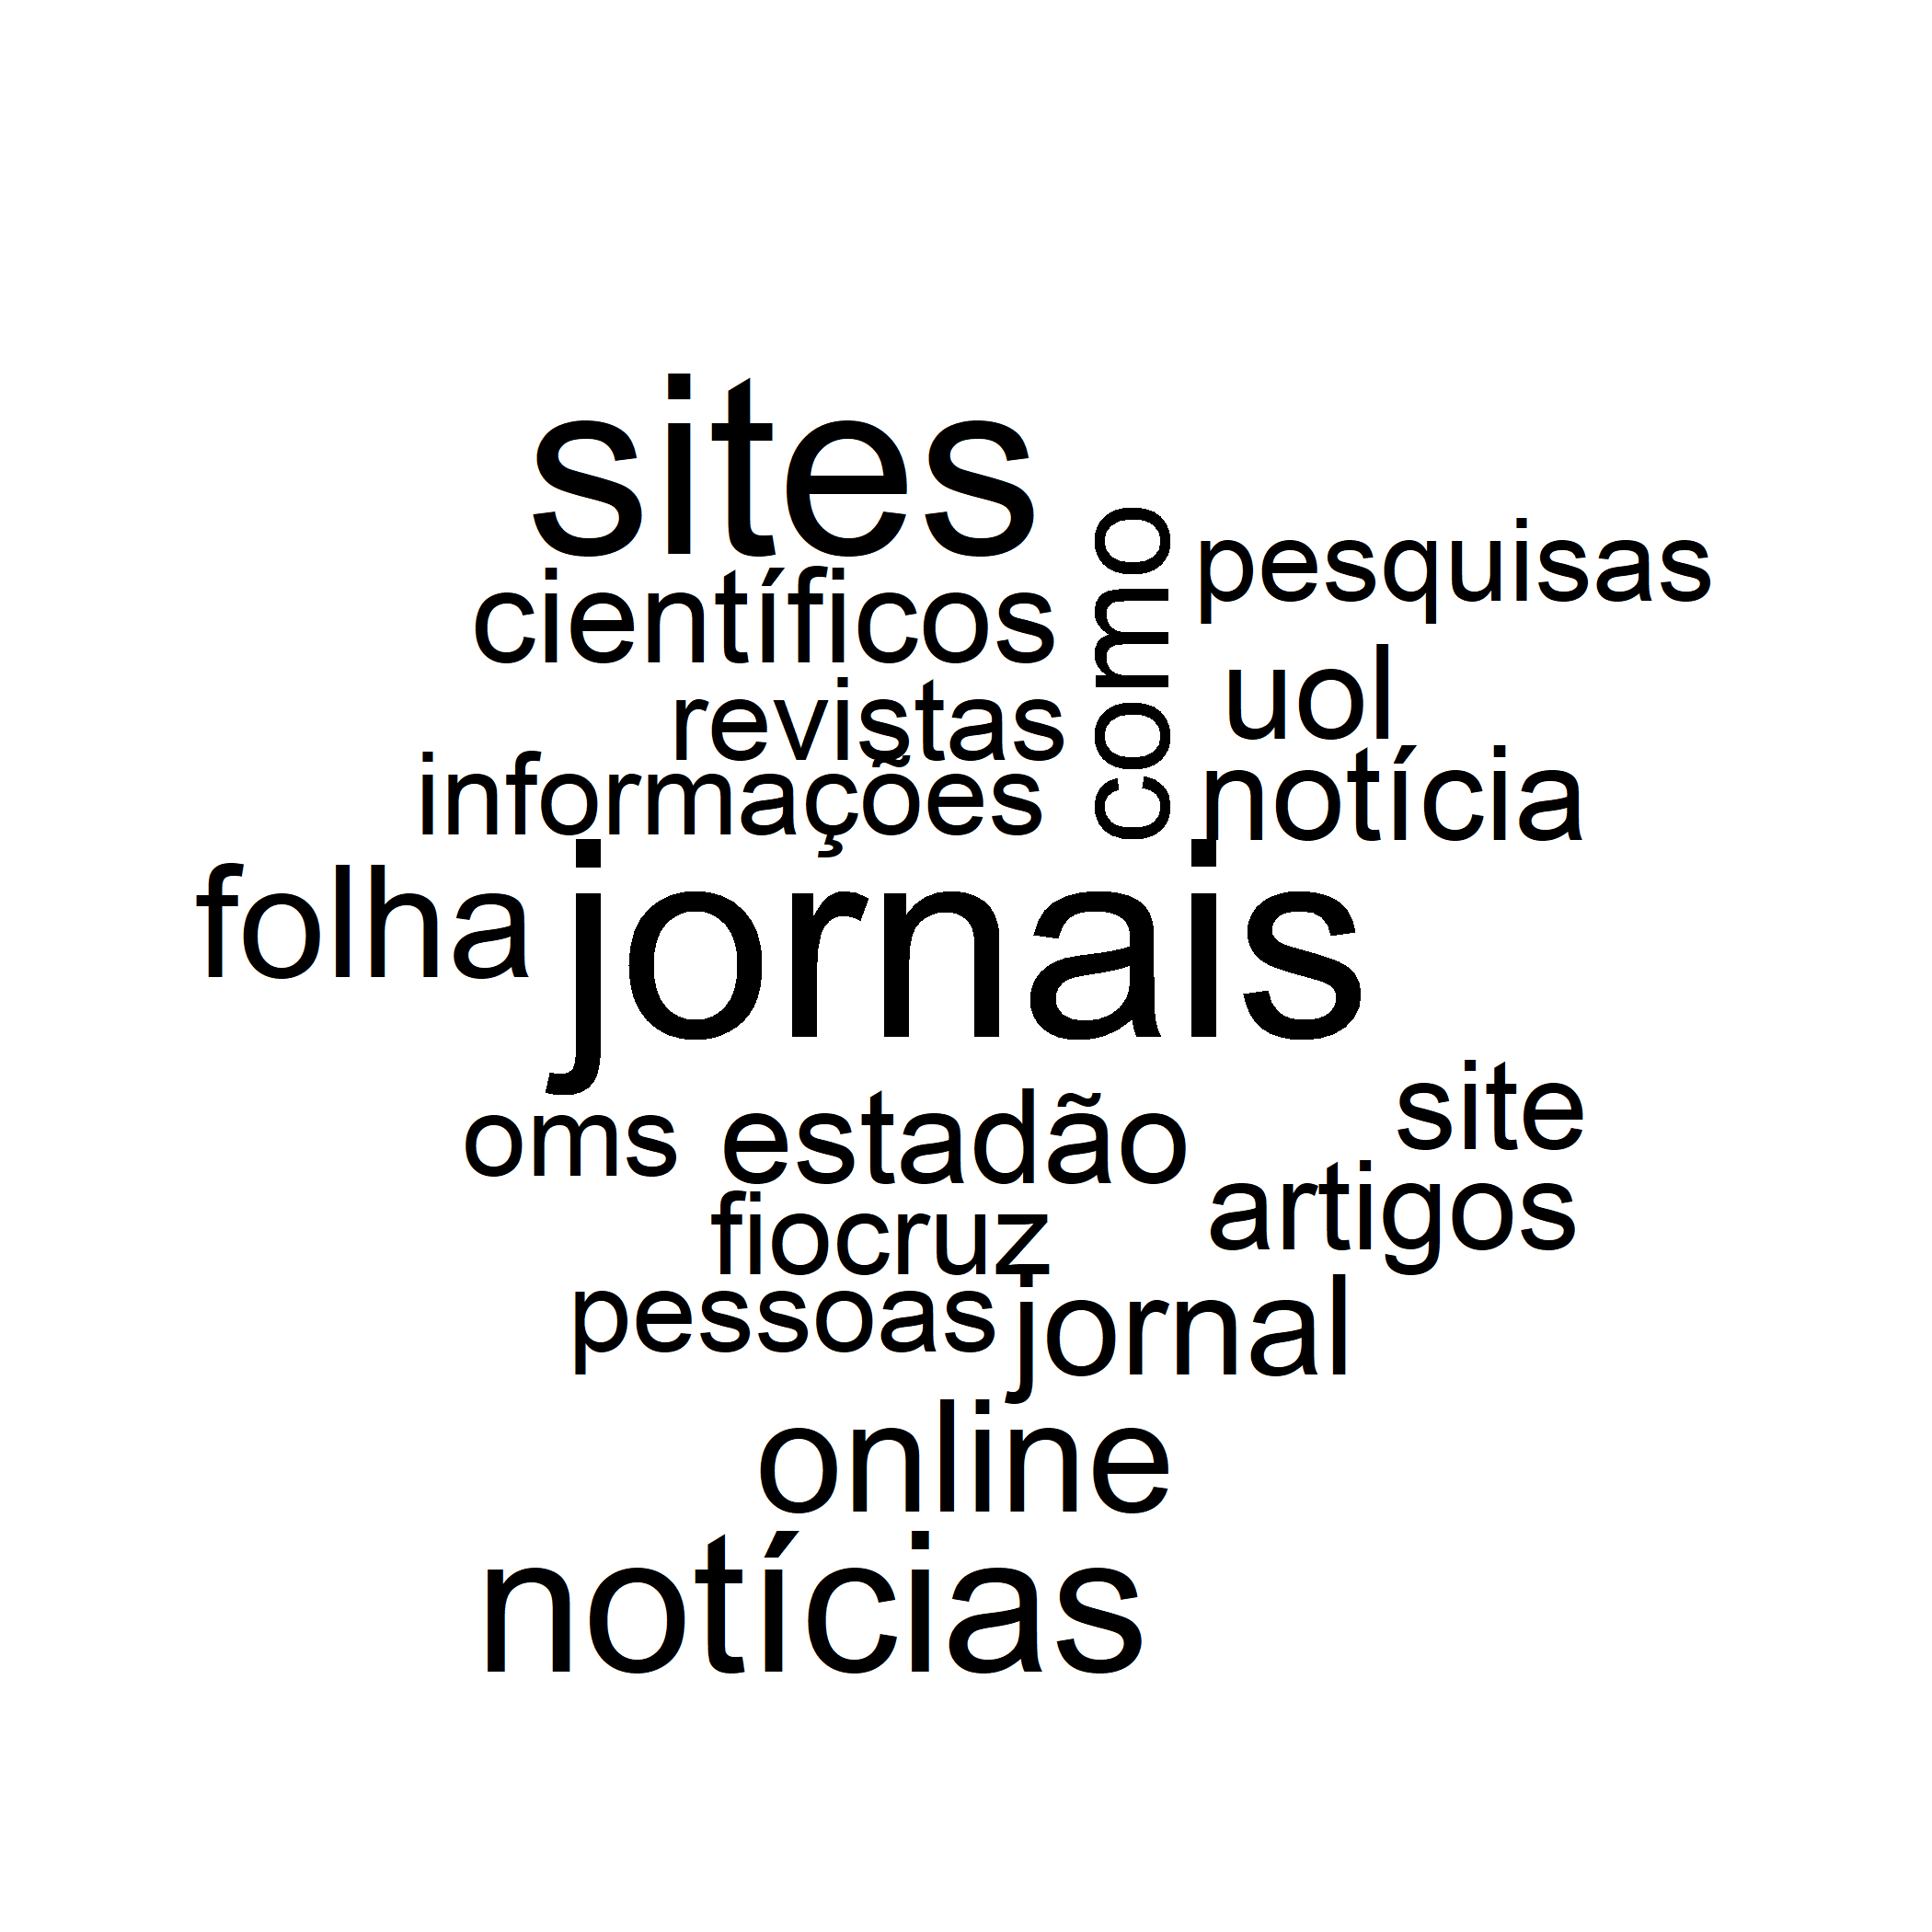 sites
como
pesquisas
científicos
uol
revistas
informações
notícia
folha
jornais
oms
estadão
site
fiocruz
artigos
pessoas
jornal
online
notícias